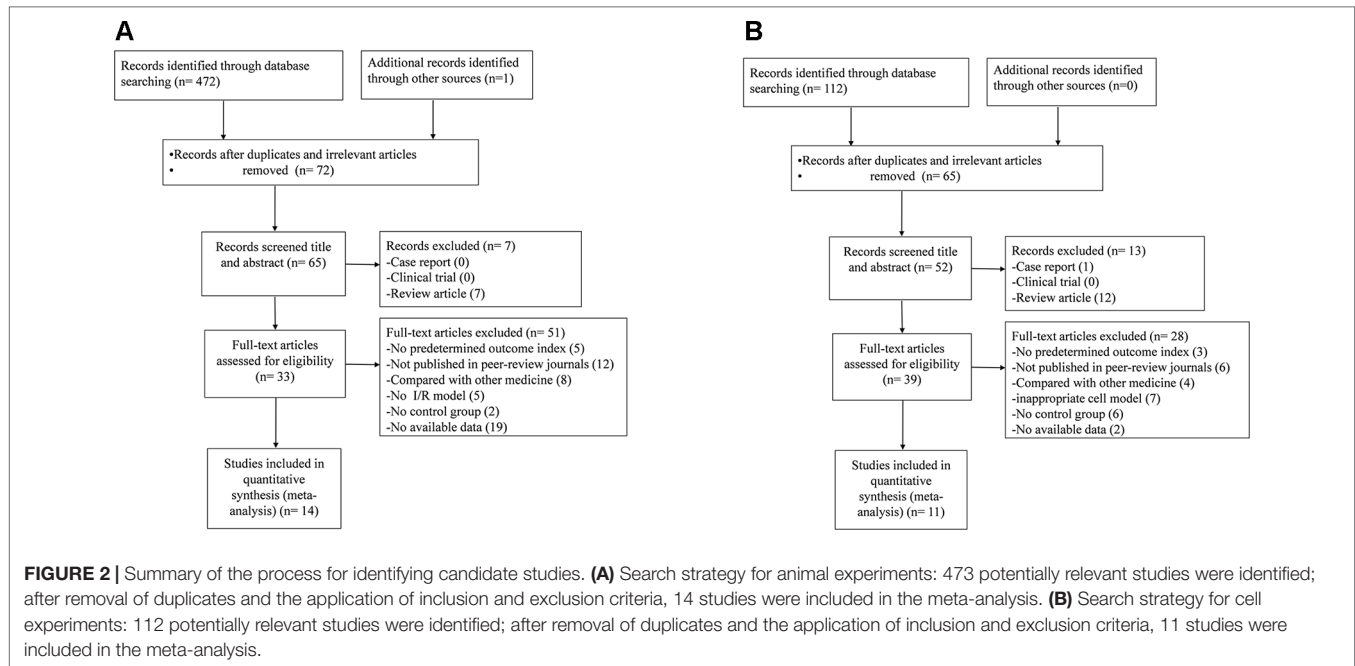 A
Records identified through database
searching (n= 472)
Additional records identified
through other sources (n=1)
•Records after duplicates and irrelevant articles
• removed (n= 72)
Records screened title
and abstract (n= 65)
Records excluded (n= 7)
-Case report (0)
-Clinical trial (0)
-Review article (7)
Full-text articles
assessed for eligibility
(n= 33)
Full-text articles excluded (n= 51)
-No predetermined outcome index (5)
-Not published in peer-review journals (12)
-Compared with other medicine (8)
-No I/R model (5)
-No control group (2)
-No available data (19)
Studies included in
quantitative
synthesis (meta-
analysis) (n= 14)
B
Records identified through database
searching (n= 112)
Additional records identified
through other sources (n=0)
•Records after duplicates and irrelevant articles
• removed (n= 65)
Records screened title
and abstract (n= 52)
Records excluded (n= 13)
-Case report (1)
-Clinical trial (0)
-Review article (12)
Full-text articles
assessed for eligibility
(n= 39)
Full-text articles excluded (n= 28)
-No predetermined outcome index (3)
-Not published in peer-review journals (6)
-Compared with other medicine (4)
-inappropriate cell model (7)
-No control group (6)
-No available data (2)
Studies included in
quantitative
synthesis (meta-
analysis) (n= 11)
FIGURE 2 | Summary of the process for identifying candidate studies. (A) Search strategy for animal experiments: 473 potentially relevant studies were identified;
after removal of duplicates and the application of inclusion and exclusion criteria, 14 studies were included in the meta-analysis. (B) Search strategy for cell
experiments: 112 potentially relevant studies were identified; after removal of duplicates and the application of inclusion and exclusion criteria, 11 studies were
included in the meta-analysis.